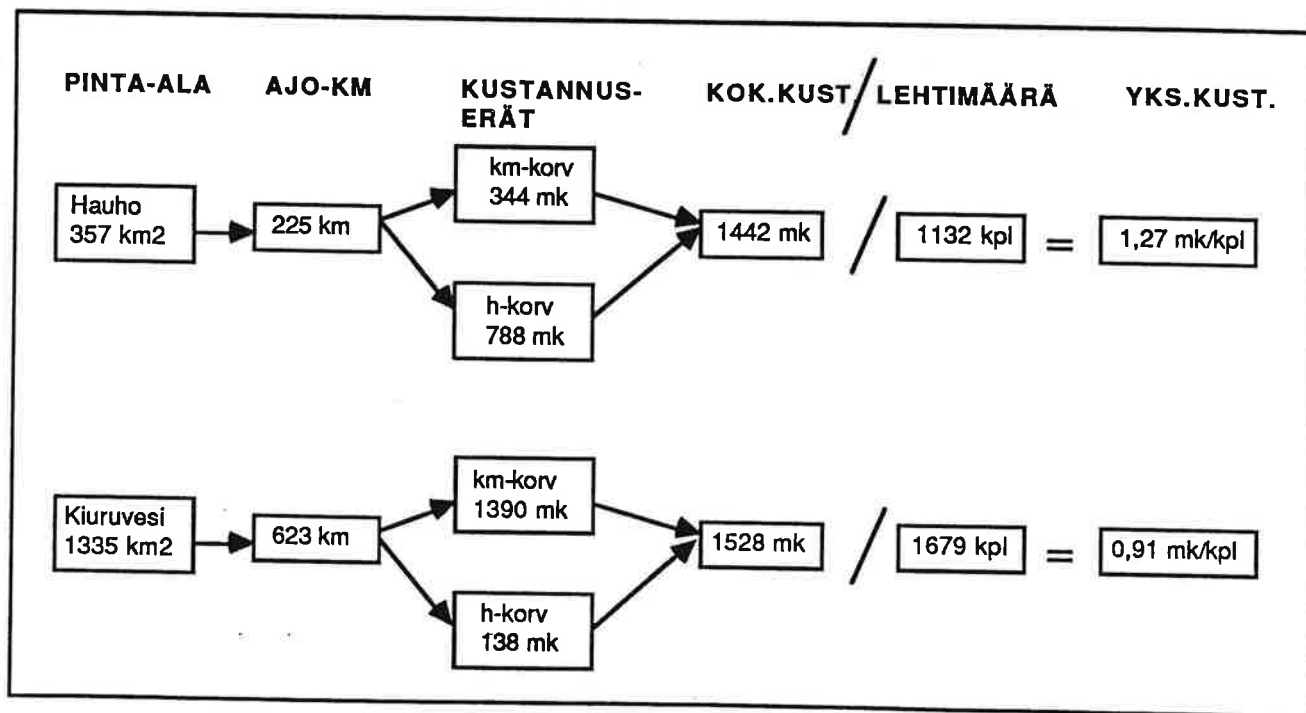 PINTA-ALA AJO-KM KUSTANNUS- KOK.KUST. / LEHTIMÄÄRÄ YKS.KUST.
ERÄT
km-korv
344 mk
Hauho
357 km2
225 km
1442 mk / 1132 kpl = 1,27 mk/kpl
h-korv
788 mk
km-korv
1390 mk
Kiuruvesi
1335 km2
623 km
1528 mk / 1679 kpl = 0,91 mk/kpl
h-korv
138 mk